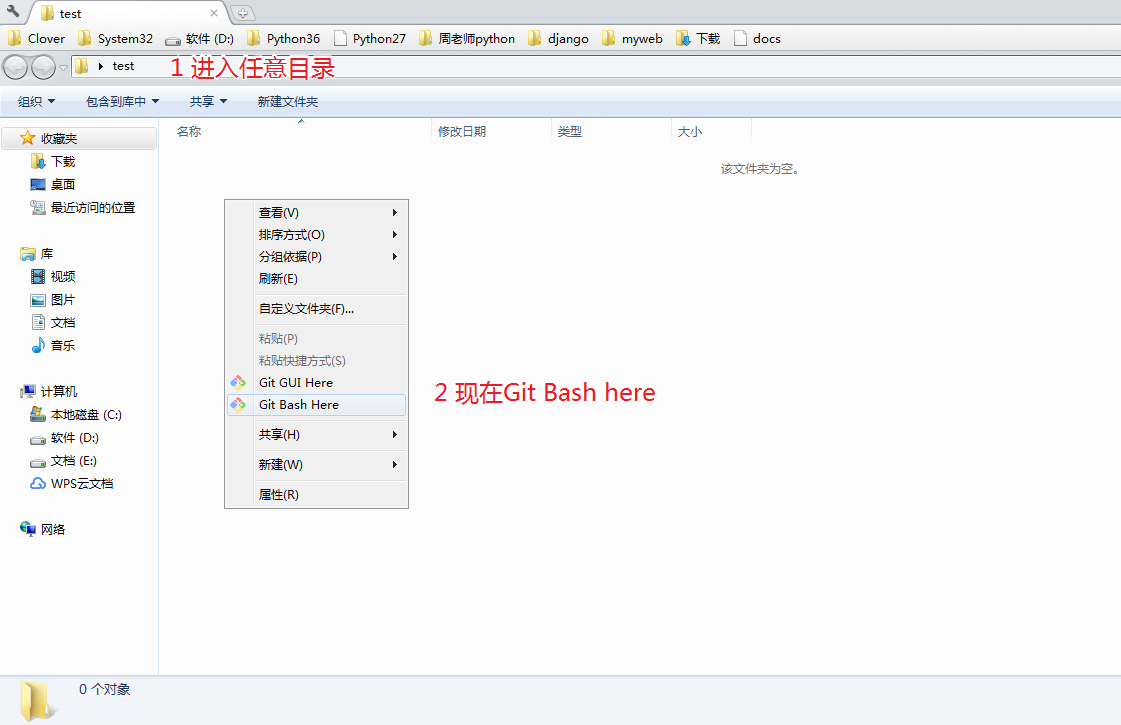 test
Clover System32 软件 (D:) Python36 Python27 周老师python django myweb 下载 docs
test 1 进入任意目录
组织 包含到库中 共享 新建文件夹
收藏夹 名称 修改日期 类型 大小
下载 该文件夹为空。
桌面
最近访问的位置 查看(V)
排序方式(O)
库 分组依据(P)
视频 刷新(E)
图片 自定义文件夹(F)...
文档
音乐 粘贴(P)
粘贴快捷方式(S)
计算机 Git GUI Here 2 现在Git Bash here
本地磁盘 (C:) Git Bash Here
软件 (D:) 共享(H)
文档 (E:) 新建(W)
WPS云文档 属性(R)
网络
0 个对象